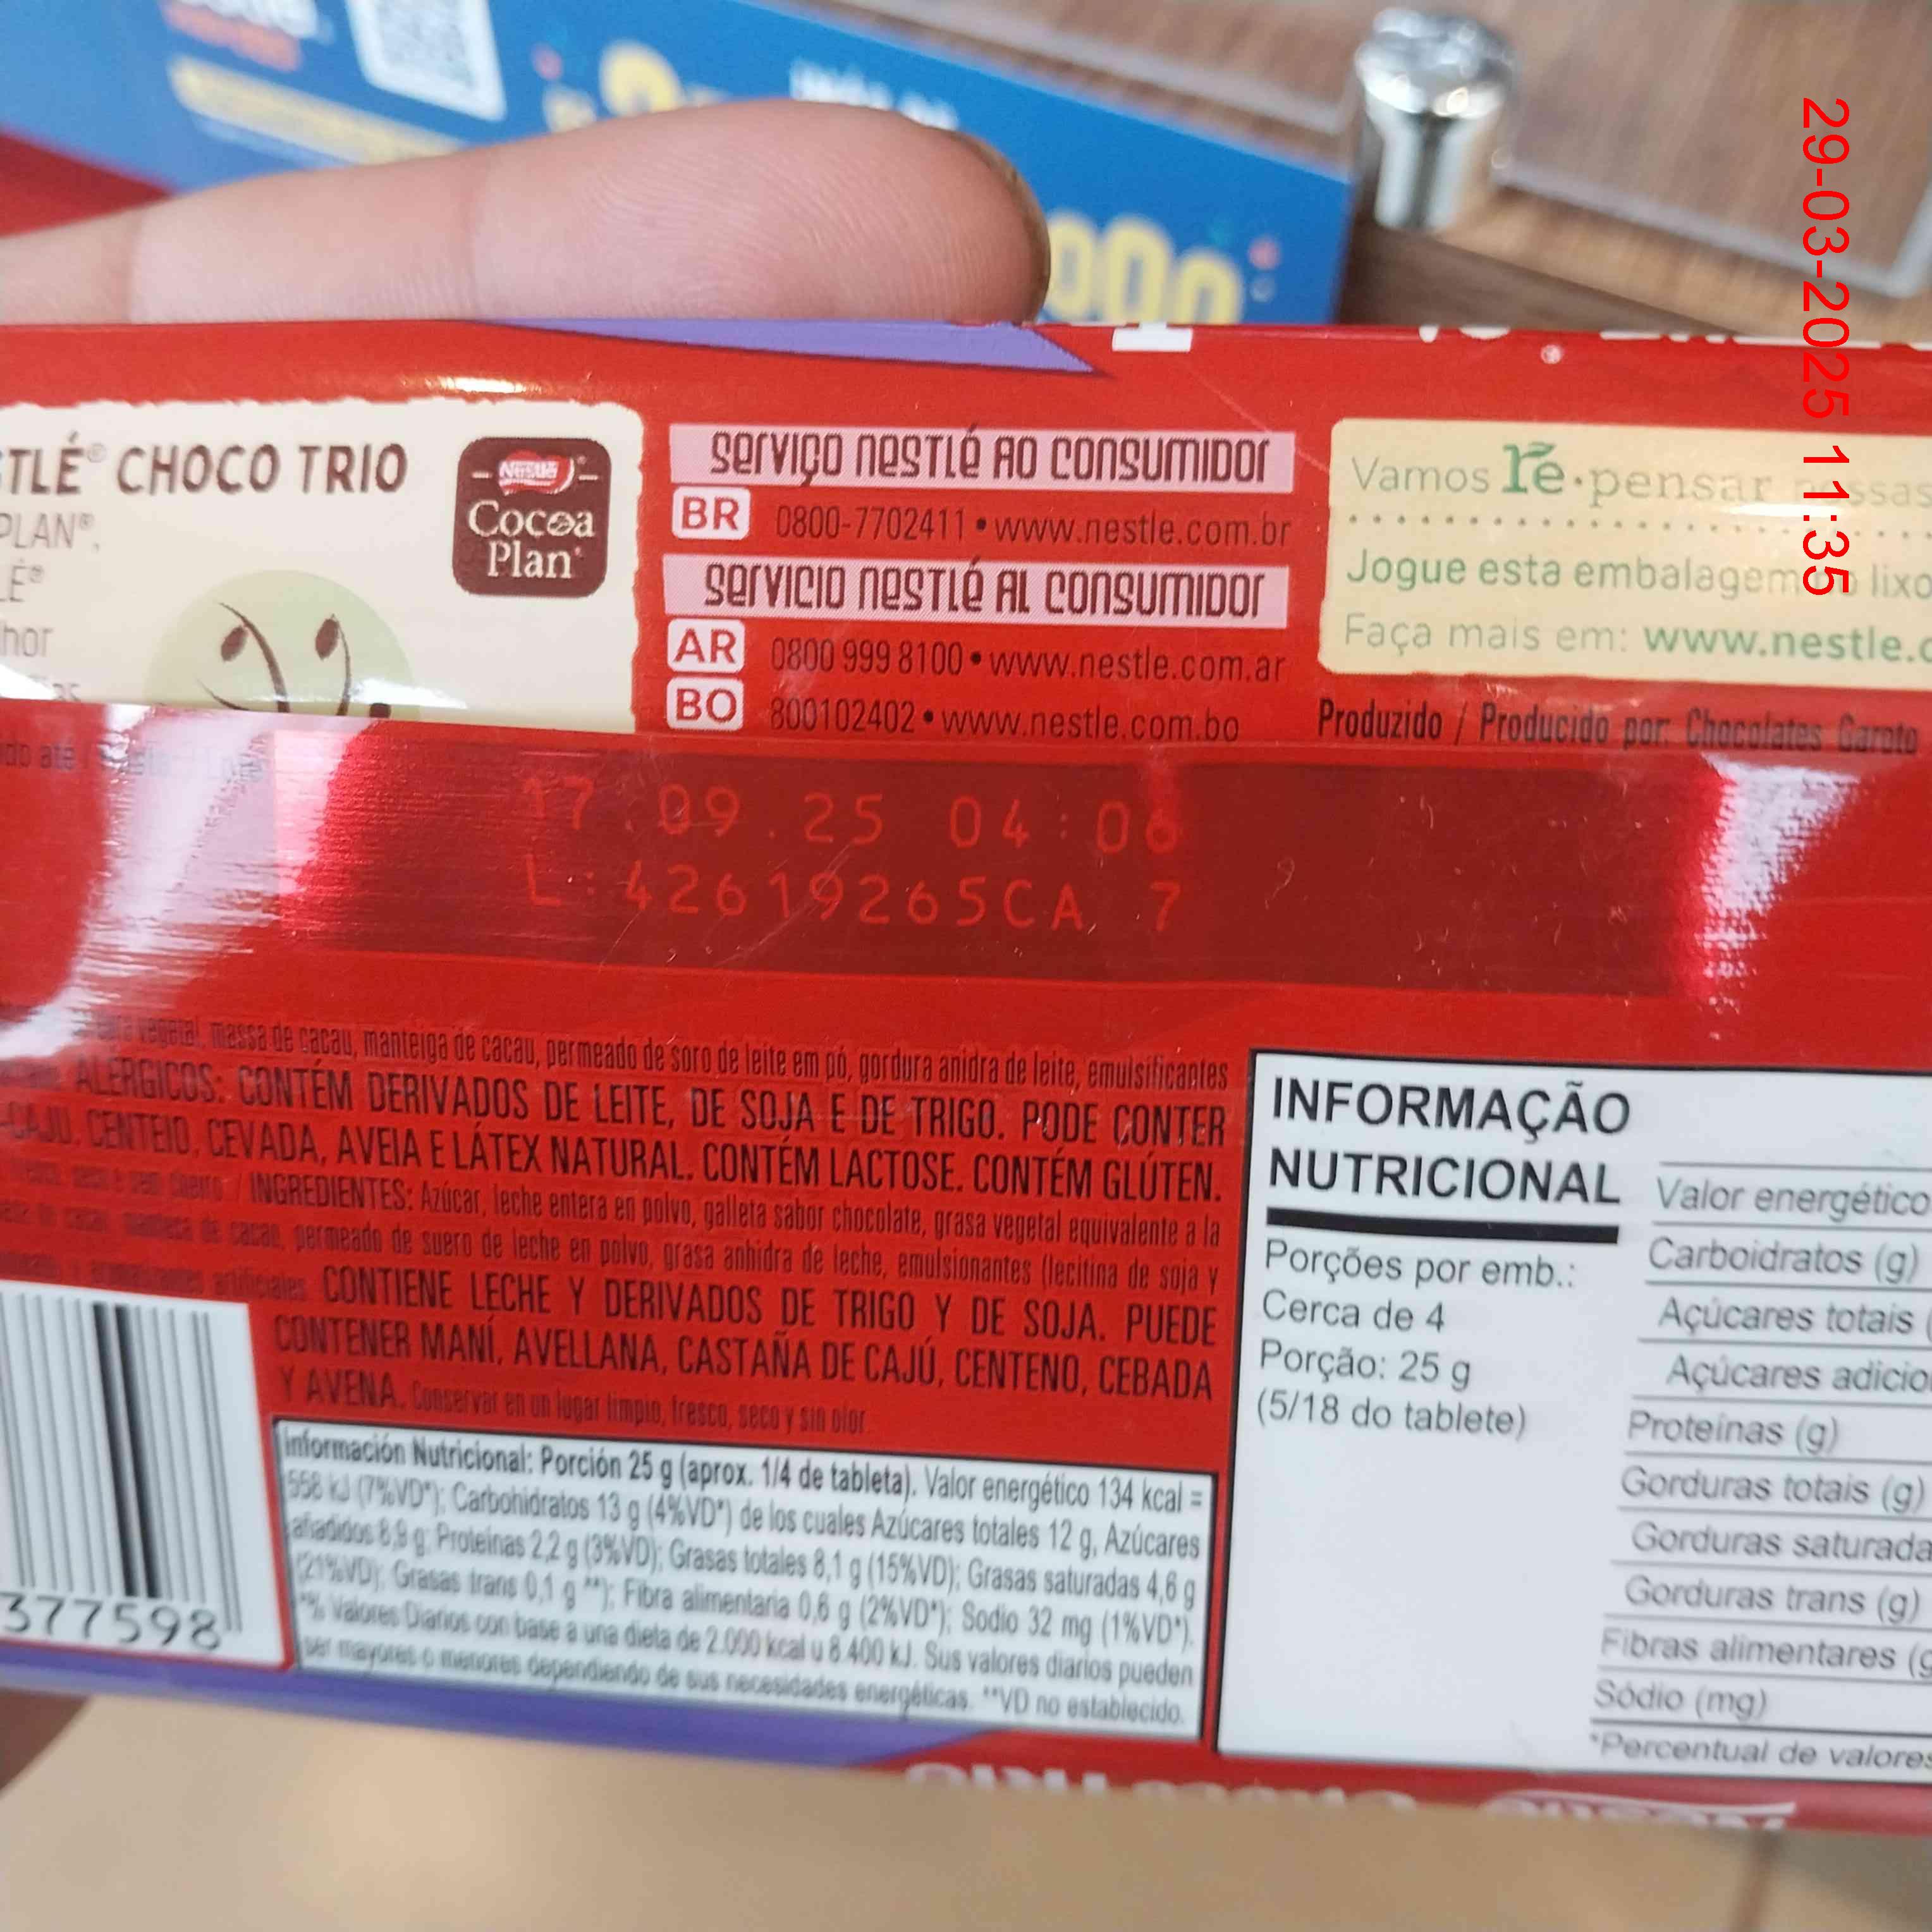 29-03-2025 11:35
TLÉ® CHOCO TRIO
PLAN®,
LÉ®
hor
Nestlé
Cocoa
Plan
serviço nestlé ao consumidor
BR 0800-7702411 • www.nestle.com.br
servicio nestlé al consumidor
AR 0800 999 8100 • www.nestle.com.ar
BO 800102402 • www.nestle.com.bo
Vamos rẽ•pensar
Jogue esta embalagem lixo
Faça mais em: www.nestle.c
Produzido / Producido por: Chocolates Garoto
do até
17.09.25 04:06
L: 42619265CA 7
vegetal, massa de cacau, manteiga de cacau, permeado de soro de leite em pó, gordura anidra de leite, emulsificantes
ALÉRGICOS: CONTÉM DERIVADOS DE LEITE, DE SOJA E DE TRIGO. PODE CONTER
-CAJU, CENTEIO, CEVADA, AVEIA E LÁTEX NATURAL. CONTÉM LACTOSE. CONTÉM GLÚTEN.
/ INGREDIENTES: Azúcar, leche entera en polvo, galleta sabor chocolate, grasa vegetal equivalente a la
manteca de cacao, permeado de suero de leche en polvo, grasa anhidra de leche, emulsionantes (lecitina de soja y
artificiales. CONTIENE LECHE Y DERIVADOS DE TRIGO Y DE SOJA. PUEDE
CONTENER MANÍ, AVELLANA, CASTAÑA DE CAJÚ, CENTENO, CEBADA
Y AVENA. Conservar en un lugar limpio, fresco, seco y sin olor.
377598
Información Nutricional: Porción 25 g (aprox. 1/4 de tableta). Valor energético 134 kcal =
558 kJ (7%VD*); Carbohidratos 13 g (4%VD*) de los cuales Azúcares totales 12 g, Azúcares
añadidos 8,9 g; Proteínas 2,2 g (3%VD); Grasas totales 8,1 g (15%VD); Grasas saturadas 4,6 g
(21%VD); Grasas trans 0,1 g **); Fibra alimentaria 0,6 g (2%VD*); Sodio 32 mg (1%VD*).
*% Valores Diarios con base a una dieta de 2.000 kcal u 8.400 kJ. Sus valores diarios pueden
ser mayores o menores dependiendo de sus necesidades energéticas. **VD no establecido.
INFORMAÇÃO
NUTRICIONAL
Porções por emb.:
Cerca de 4
Porção: 25 g
(5/18 do tablete)
Valor energético
Carboidratos (g)
Açúcares totais
Açúcares adicio
Proteínas (g)
Gorduras totais (g)
Gorduras saturada
Gorduras trans (g)
Fibras alimentares (g
Sódio (mg)
*Percentual de valores